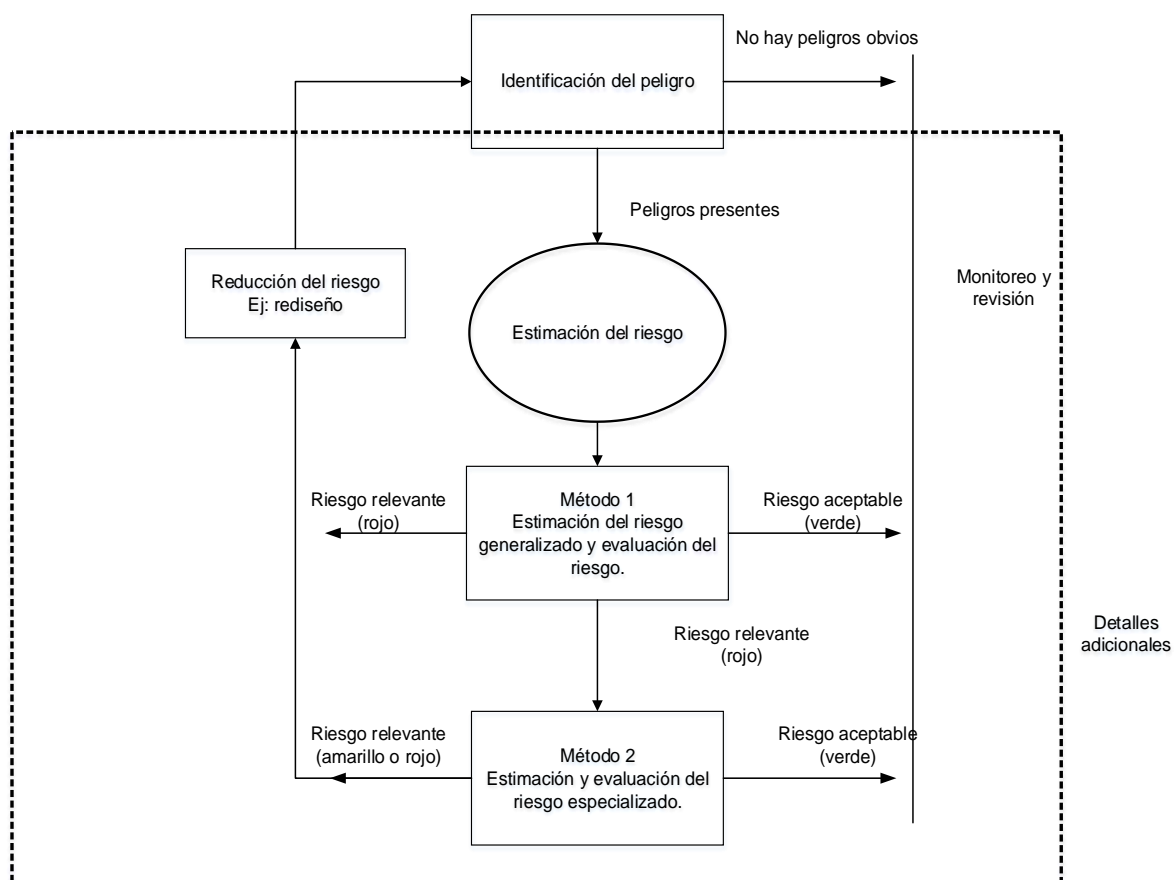 No hay peligros obvios
Identificación del peligro
Peligros presentes
Reducción del riesgo
Ej: rediseño
Monitoreo y
revisión
Estimación del riesgo
Riesgo relevante
(rojo)
Método 1
Estimación del riesgo
generalizado y evaluación del
riesgo.
Riesgo aceptable
(verde)
Detalles
adicionales
Riesgo relevante
(rojo)
Riesgo relevante
(amarillo o rojo)
Método 2
Estimación y evaluación del
riesgo especializado.
Riesgo aceptable
(verde)